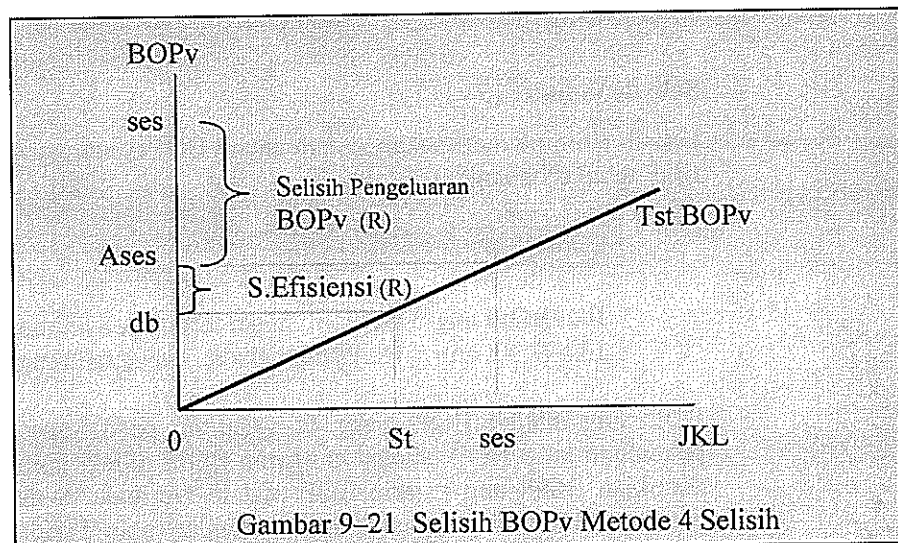 BOPv
ses
Selisih Pengeluaran
BOPv (R)
Tst BOPv
Ases
S.Efisiensi (R)
db
0 St ses JKL
Gambar 9–21 Selisih BOPv Metode 4 Selisih